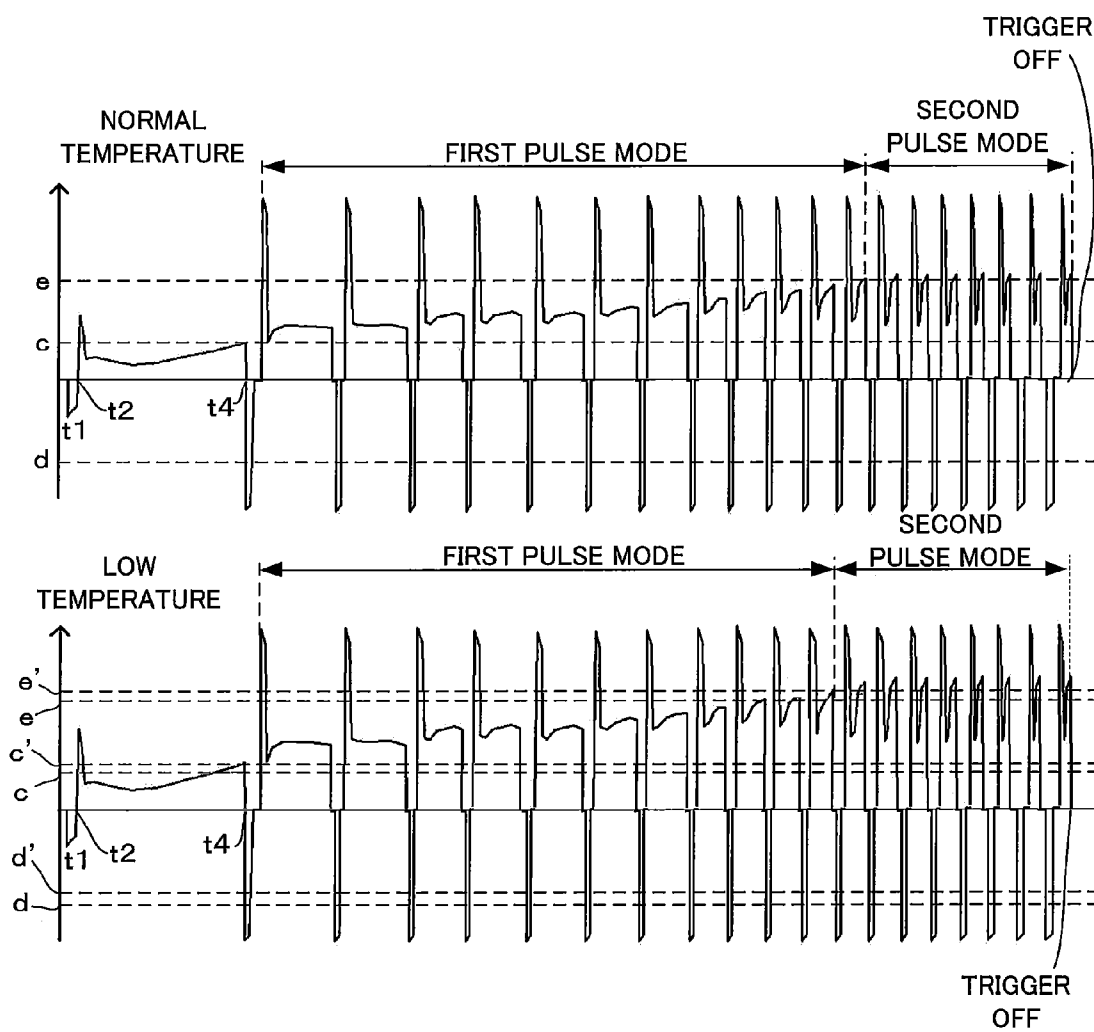 TRIGGER
OFF
NORMAL
TEMPERATURE
FIRST PULSE MODE
SECOND
PULSE MODE
e
c
t1
t2
t4
d
LOW
TEMPERATURE
FIRST PULSE MODE
SECOND
PULSE MODE
e'
e
c'
c
t1
t2
t4
d'
d
TRIGGER
OFF